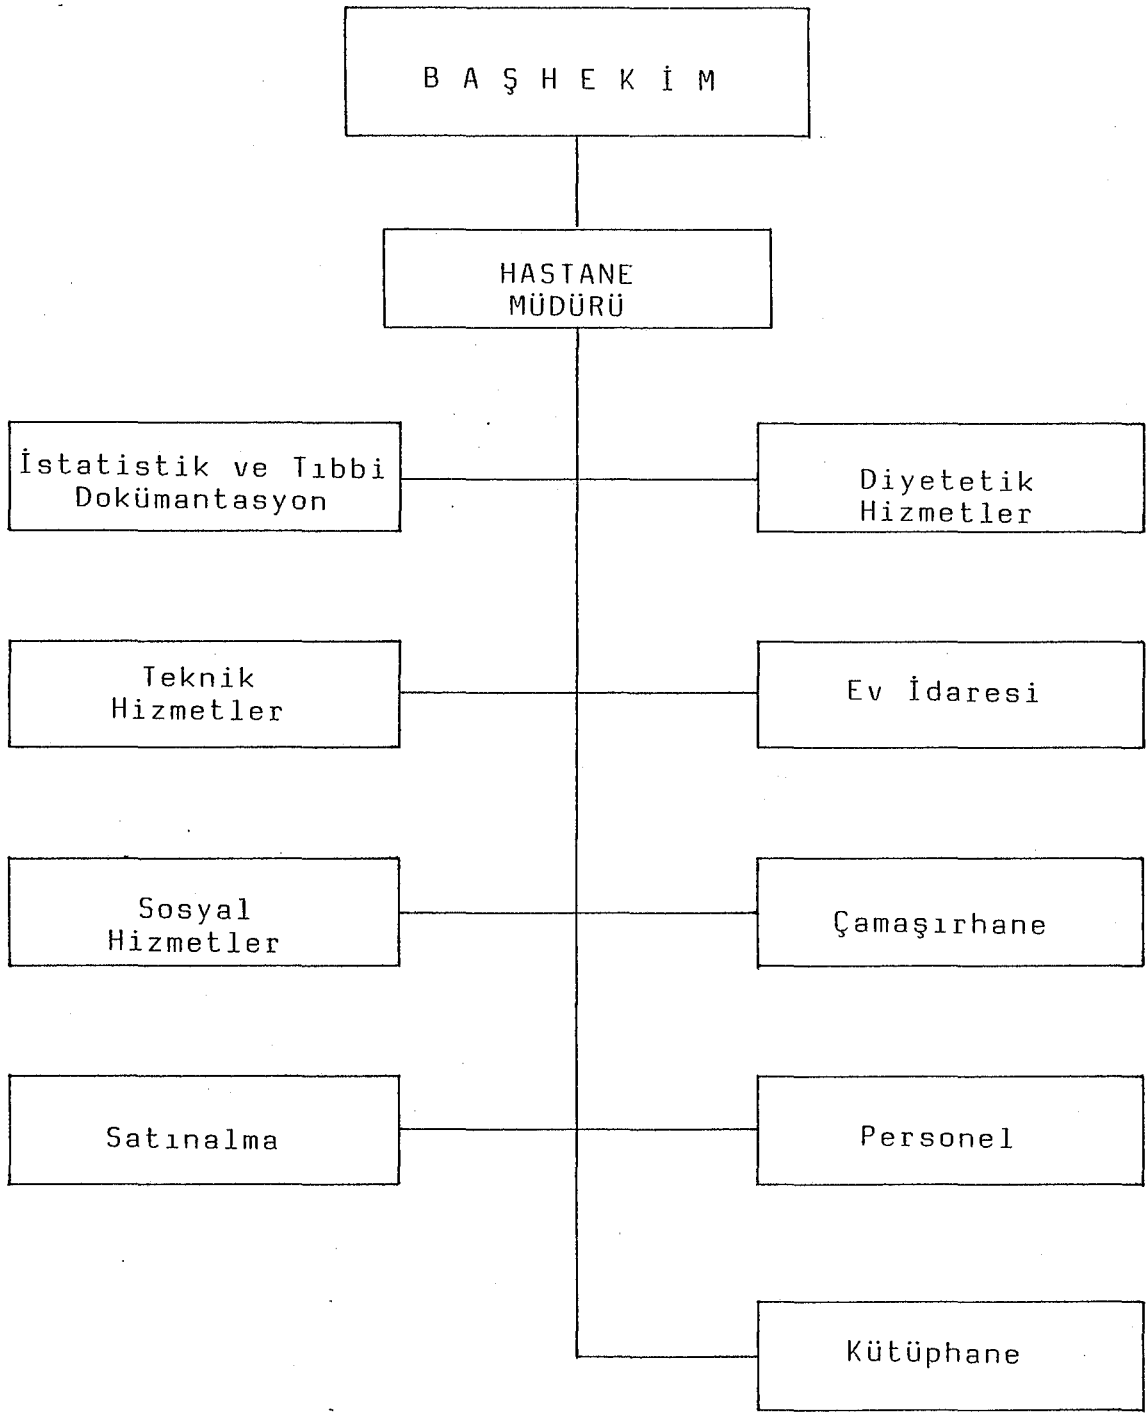 B A Ş H E K İ M
HASTANE
MÜDÜRÜ
İstatistik ve Tıbbi
Dokümantasyon
Diyetetik
Hizmetler
Teknik
Hizmetler
Ev İdaresi
Sosyal
Hizmetler
Çamaşırhane
Satınalma
Personel
Kütüphane